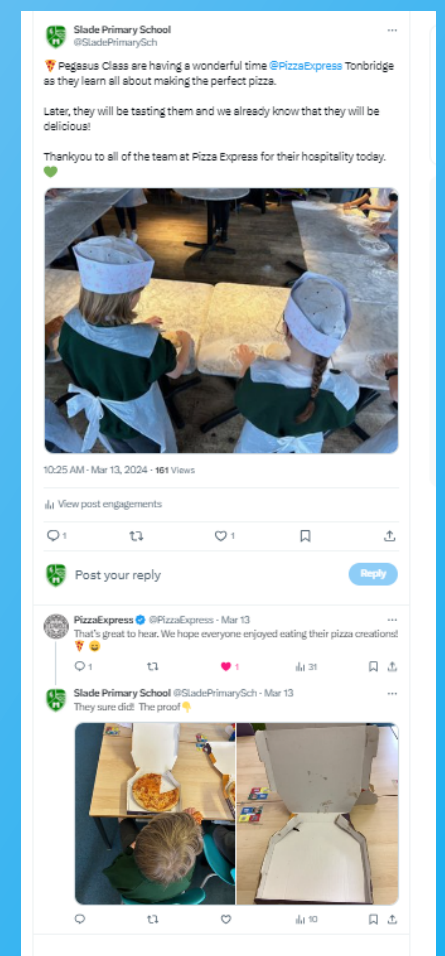 Slade Primary School
@SladePrimarySch
🍕 Pegasus Class are having a wonderful time @PizzaExpress Tonbridge
as they learn all about making the perfect pizza.
Later, they will be tasting them and we already know that they will be
delicious!
Thankyou to all of the team at Pizza Express for their hospitality today.
💚
10:25 AM · Mar 13, 2024 · 161 Views
View post engagements
1 1
Post your reply Reply
PizzaExpress @PizzaExpress · Mar 13
That's great to hear. We hope everyone enjoyed eating their pizza creations!
🍕 😀
1 1 31
Slade Primary School @SladePrimarySch · Mar 13
They sure did! The proof👇
10